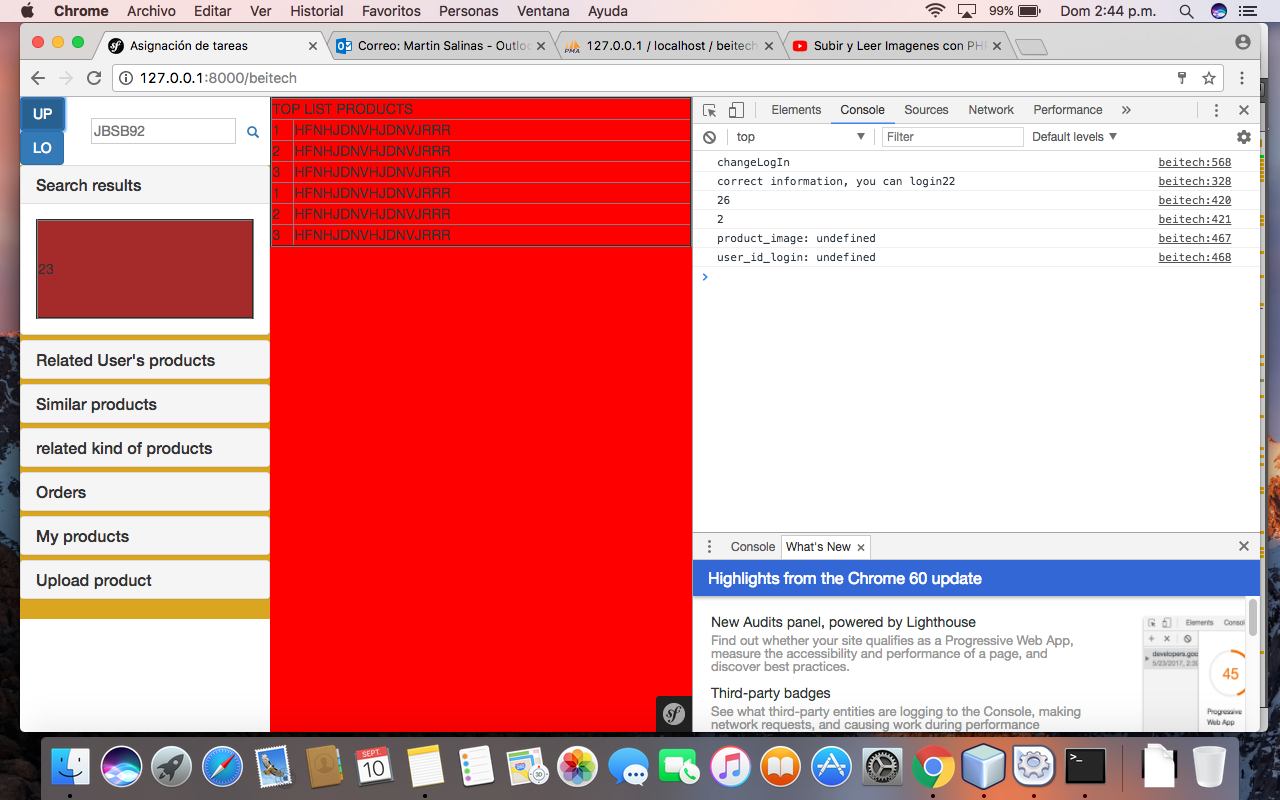 Chrome Archivo Editar Ver Historial Favoritos Personas Ventana Ayuda 99% Dom 2:44 p.m.
Asignación de tareas
Correo: Martin Salinas - Outlo
127.0.0.1 / localhost / beitech
Subir y Leer Imagenes con PH
127.0.0.1:8000/beitech
UP
LO
JBSB92
Search results
23
Related User's products
Similar products
related kind of products
Orders
My products
Upload product
TOP LIST PRODUCTS
1 HFNHJDNVHJDNVJRRR
2 HFNHJDNVHJDNVJRRR
3 HFNHJDNVHJDNVJRRR
1 HFNHJDNVHJDNVJRRR
2 HFNHJDNVHJDNVJRRR
3 HFNHJDNVHJDNVJRRR
sf
Elements Console Sources Network Performance »
top Filter Default levels
changeLogIn beitech:568
correct information, you can login22 beitech:328
26 beitech:420
2 beitech:421
product_image: undefined beitech:467
user_id_login: undefined beitech:468
Console What's New
Highlights from the Chrome 60 update
New Audits panel, powered by Lighthouse
Find out whether your site qualifies as a Progressive Web App,
measure the accessibility and performance of a page, and
discover best practices.
Third-party badges
See what third-party entities are logging to the Console, making
network requests, and causing work during performance
Elements
developers.goo
5/23/2017, 2:3
45
Progressive
Web App
SEPT.
10
30